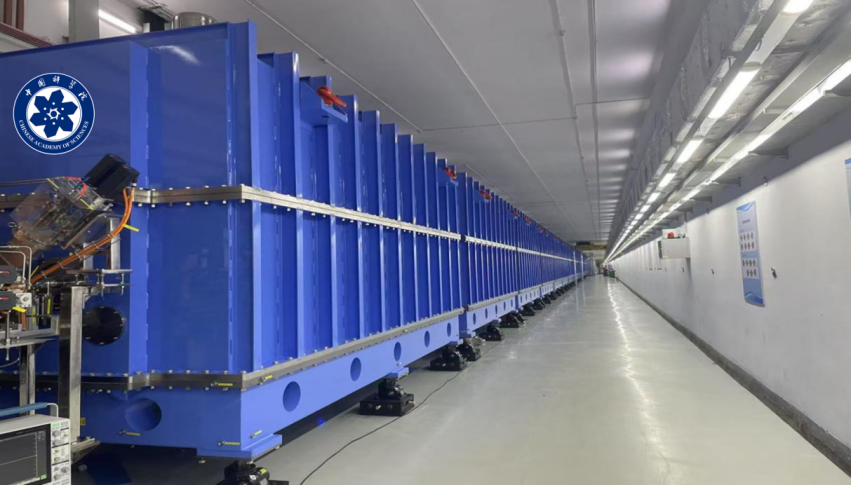 中国科学院
CHINESE ACADEMY OF SCIENCES